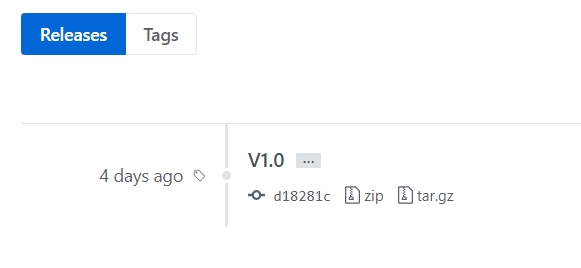 Releases Tags
4 days ago
V1.0 ...
d18281c zip tar.gz